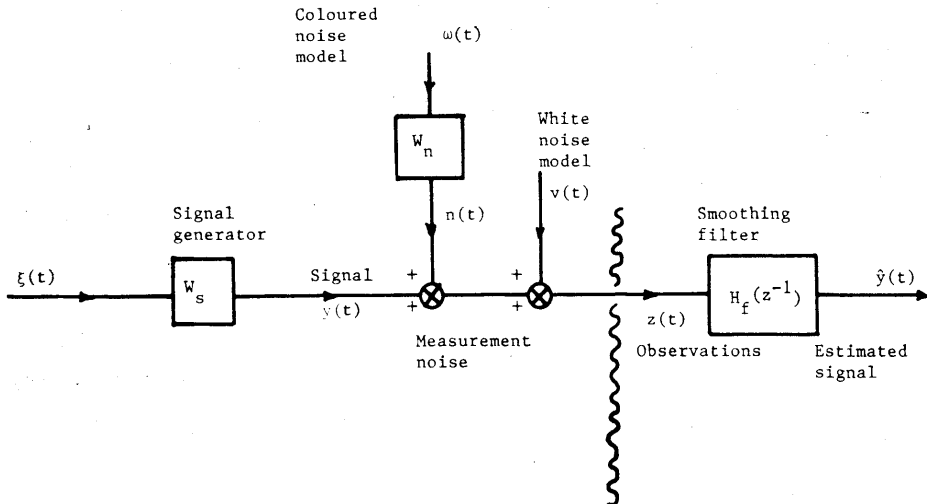 Coloured
noise
model
ω(t)
W_n
White
noise
model
v(t)
n(t)
Signal
generator
Smoothing
filter
ξ(t)
W_s
Signal
y(t)
+
+
+
+
z(t)
H_f(z⁻¹)
ŷ(t)
Measurement
noise
Observations
Estimated
signal